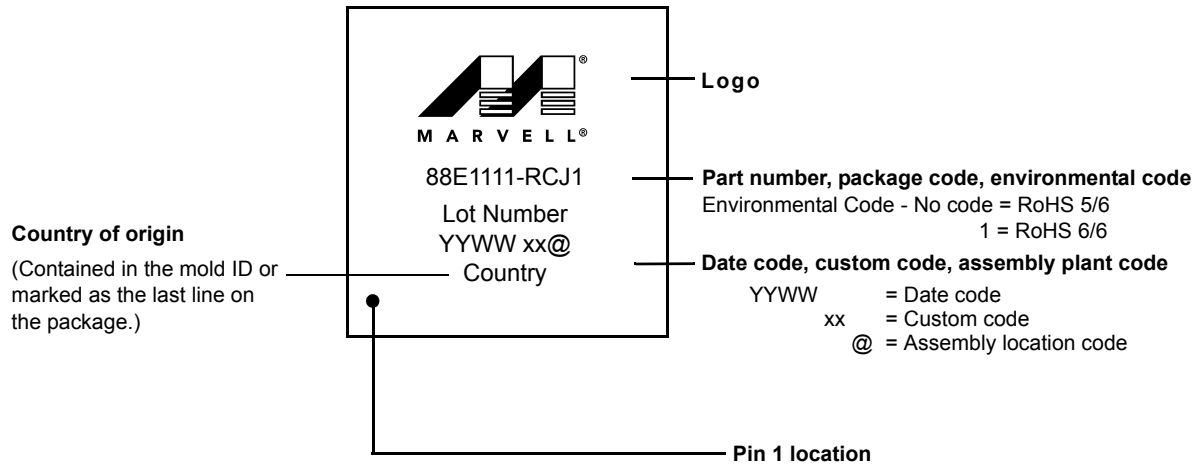 MARVELL®
®
Logo
88E1111-RCJ1
Part number, package code, environmental code
Environmental Code - No code = RoHS 5/6
1 = RoHS 6/6
Lot Number
YYWW xx@
Country
Country of origin
(Contained in the mold ID or
marked as the last line on
the package.)
Date code, custom code, assembly plant code
YYWW = Date code
xx = Custom code
@ = Assembly location code
Pin 1 location